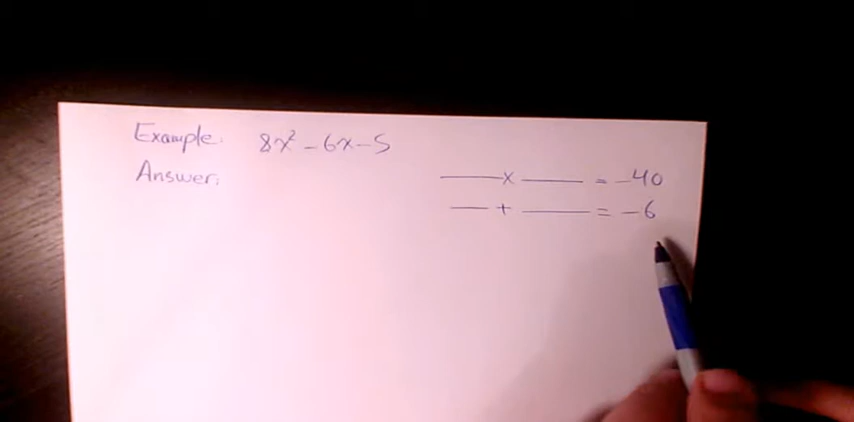 Example: 8x² - 6x - 5
Answer:
___ x ___ = -40
___ + ___ = -6